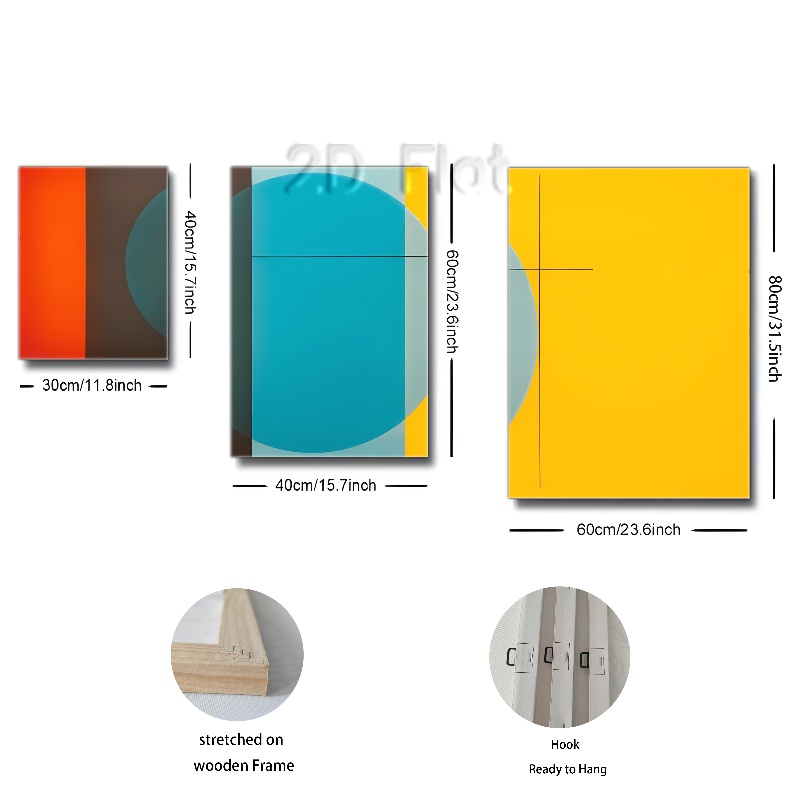 2D Flat
40cm/15.7inch
30cm/11.8inch
60cm/23.6inch
40cm/15.7inch
80cm/31.5inch
60cm/23.6inch
stretched on
wooden Frame
Hook
Ready to Hang